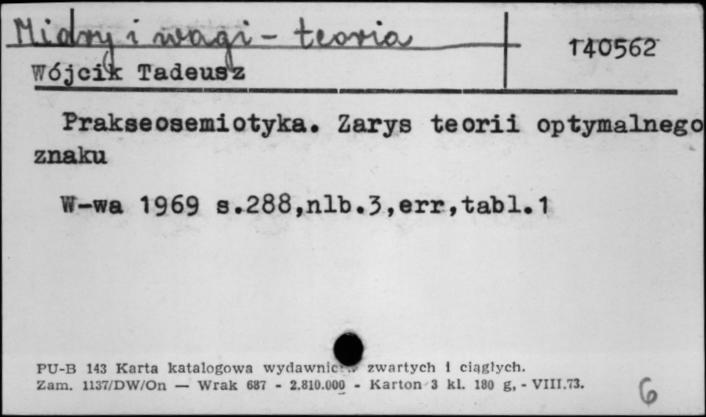 Miary i wagi - teoria
140562
Wójcik Tadeusz
Prakseosemiotyka. Zarys teorii optymalnego
znaku
W-wa 1969 s.288,nlb.3,err,tabl.1
PU-B 143 Karta katalogowa wydawnictw zwartych i ciągłych.
Zam. 1137/DW/On — Wrak 687 - 2.810.000 - Karton 3 kl. 180 g, - VIII.73.
6